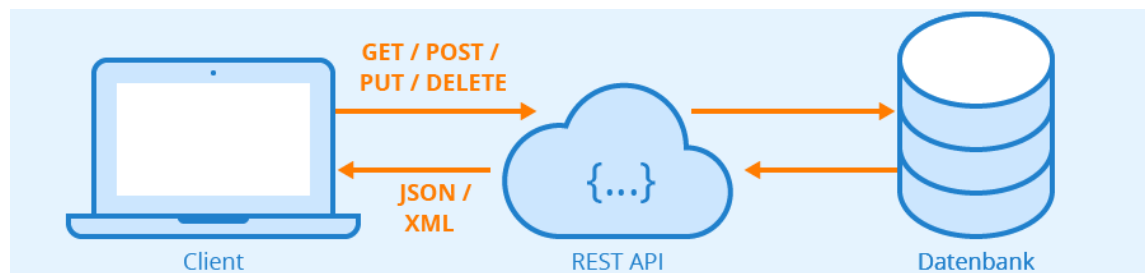 GET / POST /
PUT / DELETE
{...}
JSON /
XML
Client
REST API
Datenbank